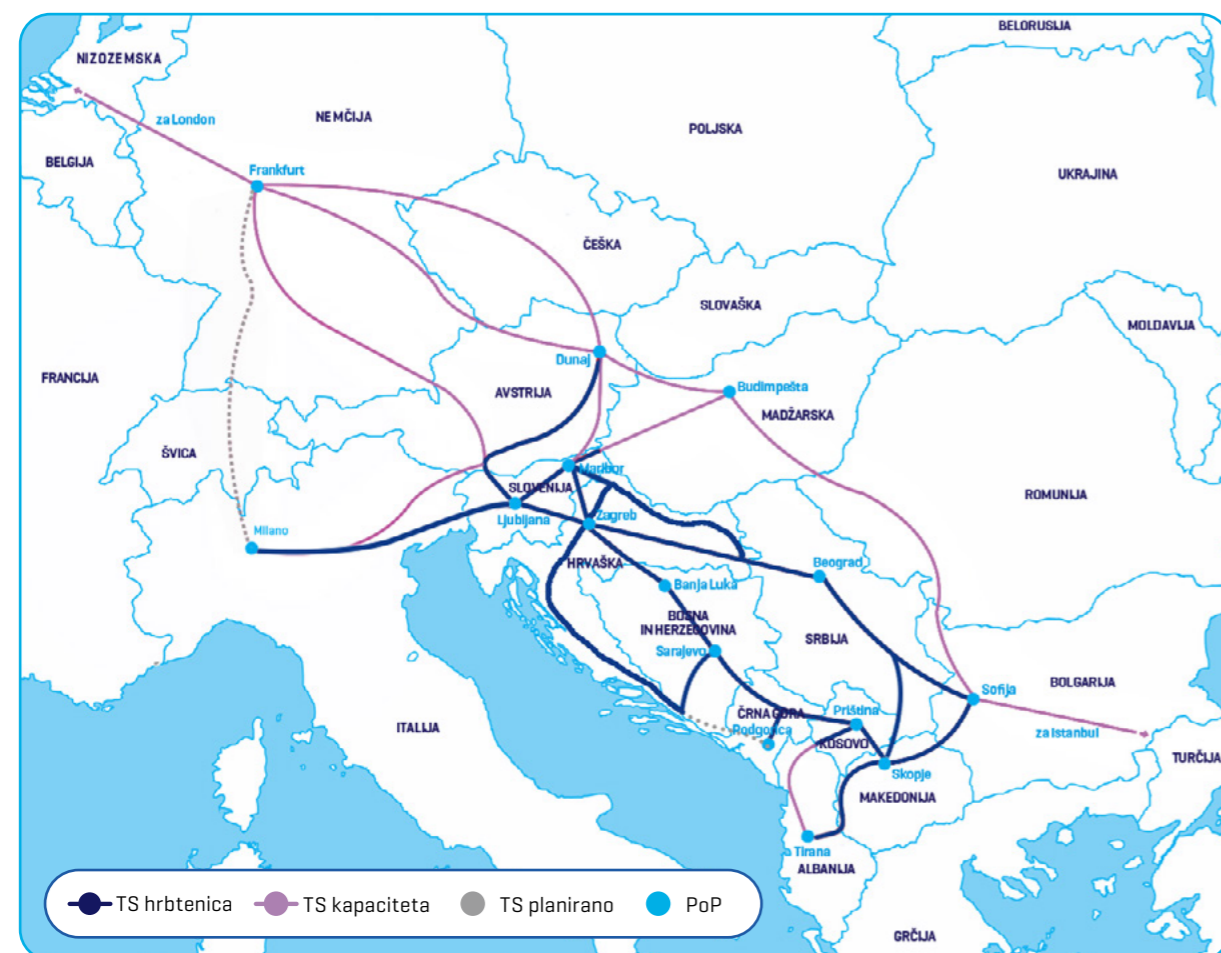 BELORUSIJA
NIZOZEMSKA
za London
NEMČIJA
POLJSKA
BELGIJA
Frankfurt
UKRAJINA
ČEŠKA
SLOVAŠKA
MOLDAVIJA
FRANCIJA
Dunaj
AVSTRIJA
Budimpešta
MADŽARSKA
ŠVICA
Maribor
SLOVENIJA
ROMUNIJA
Ljubljana
Zagreb
Milano
HRVAŠKA
Beograd
Banja Luka
BOSNA
IN HERZEGOVINA
SRBIJA
Sarajevo
BOLGARIJA
Sofija
ČRNA GORA
Priština
ITALIJA
Podgorica
KOSOVO
za Istanbul
TURČIJA
Skopje
MAKEDONIJA
a Tirana
ALBANIJA
TS hrbtenica
TS kapaciteta
TS planirano
PoP
GRČIJA